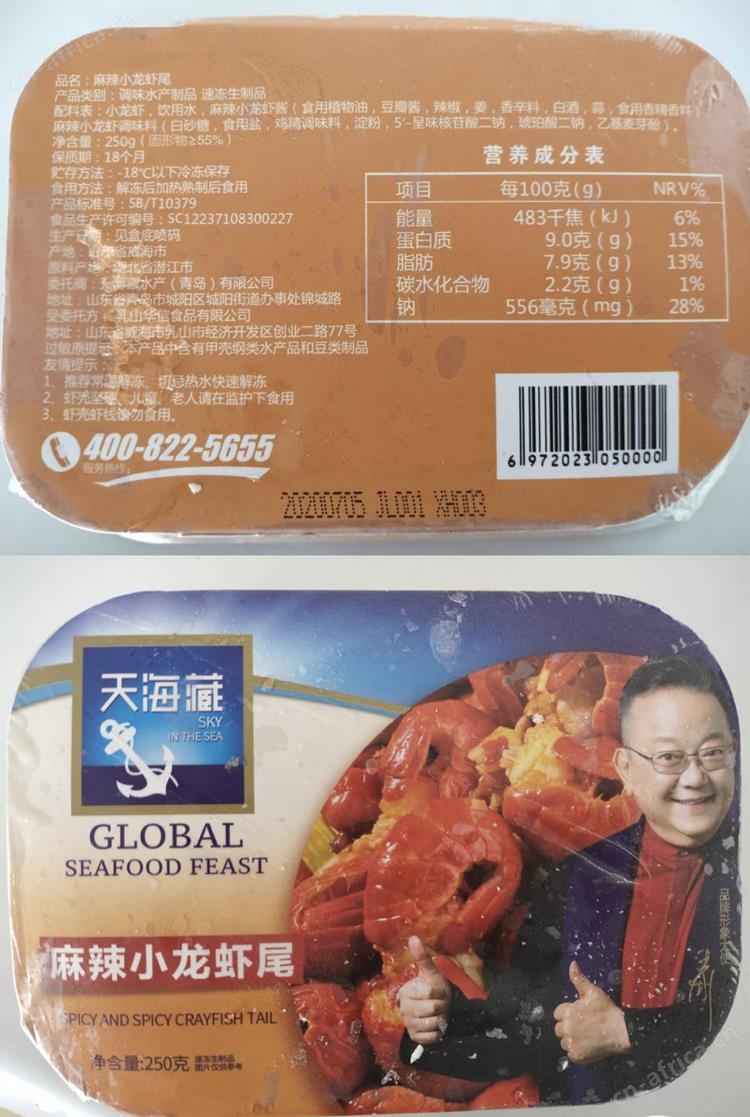 品名：麻辣小龙虾尾
产品类别：调味水产制品 速冻生制品
配料表：小龙虾，饮用水，麻辣小龙虾酱（食用植物油，豆瓣酱，辣椒，姜，香辛料，白酒，蒜，食用香精香料）
麻辣小龙虾调味料（白砂糖，食用盐，鸡精调味料，淀粉，5'-呈味核苷酸二钠，琥珀酸二钠，乙基麦芽酚）。
净含量：250g（固形物≥55%）
保质期：18个月
贮存方法：-18℃以下冷冻保存
食用方法：解冻后加热熟制后食用
产品标准号：SB/T10379
食品生产许可编号：SC12237108300227
生产日期：见盒底喷码
产地：山东省威海市
原料产地：湖北省潜江市
委托商：天海藏水产（青岛）有限公司
地址：山东省青岛市城阳区城阳街道办事处锦城路
受委托方：乳山华信食品有限公司
地址：山东省威海市乳山市经济开发区创业二路77号
过敏原提示：本产品中含有甲壳纲类水产品和豆类制品
友情提示：
1、推荐常温解冻、切忌热水快速解冻
2、虾壳坚硬、儿童、老人请在监护下食用
3、虾壳虾线请勿食用。
400-822-5655
服务热线：
营养成分表
项目 每100克(g) NRV%
能量 483千焦（kJ） 6%
蛋白质 9.0克（g） 15%
脂肪 7.9克（g） 13%
碳水化合物 2.2克（g） 1%
钠 556毫克（mg） 28%
6 972023 050000
20200705 JL001 XH003
天海藏
SKY
IN THE SEA
GLOBAL
SEAFOOD FEAST
麻辣小龙虾尾
SPICY AND SPICY CRAYFISH TAIL
净含量:250克 速冻生制品
图片仅供参考
品牌形象大使